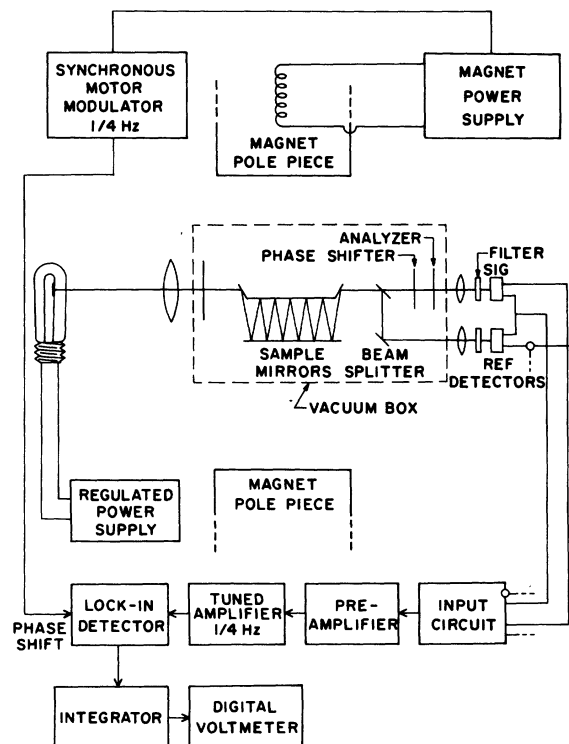 SYNCHRONOUS
MOTOR
MODULATOR
1/4 Hz
MAGNET
POWER
SUPPLY
MAGNET
POLE PIECE
ANALYZER
PHASE SHIFTER
FILTER
SIG
SAMPLE
MIRRORS
BEAM
SPLITTER
REF
DETECTORS
VACUUM BOX
REGULATED
POWER
SUPPLY
MAGNET
POLE PIECE
LOCK-IN
DETECTOR
TUNED
AMPLIFIER
1/4 Hz
PRE-
AMPLIFIER
INPUT
CIRCUIT
PHASE
SHIFT
INTEGRATOR
DIGITAL
VOLTMETER